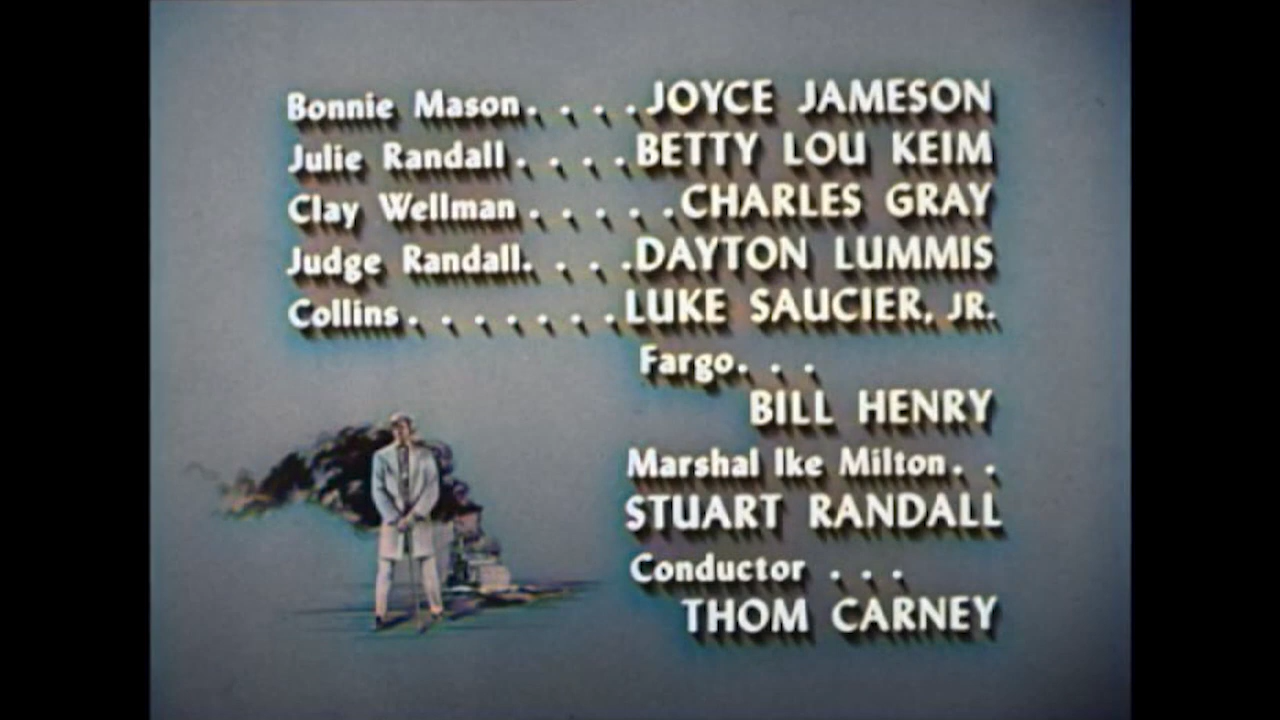 Bonnie Mason. . . .JOYCE JAMESON
Julie Randall. . . .BETTY LOU KEIM
Clay Wellman. . . . .CHARLES GRAY
Judge Randall. . . .DAYTON LUMMIS
Collins. . . . . . .LUKE SAUCIER, JR.
Fargo. . .
BILL HENRY
Marshal Ike Milton. .
STUART RANDALL
Conductor . . .
THOM CARNEY